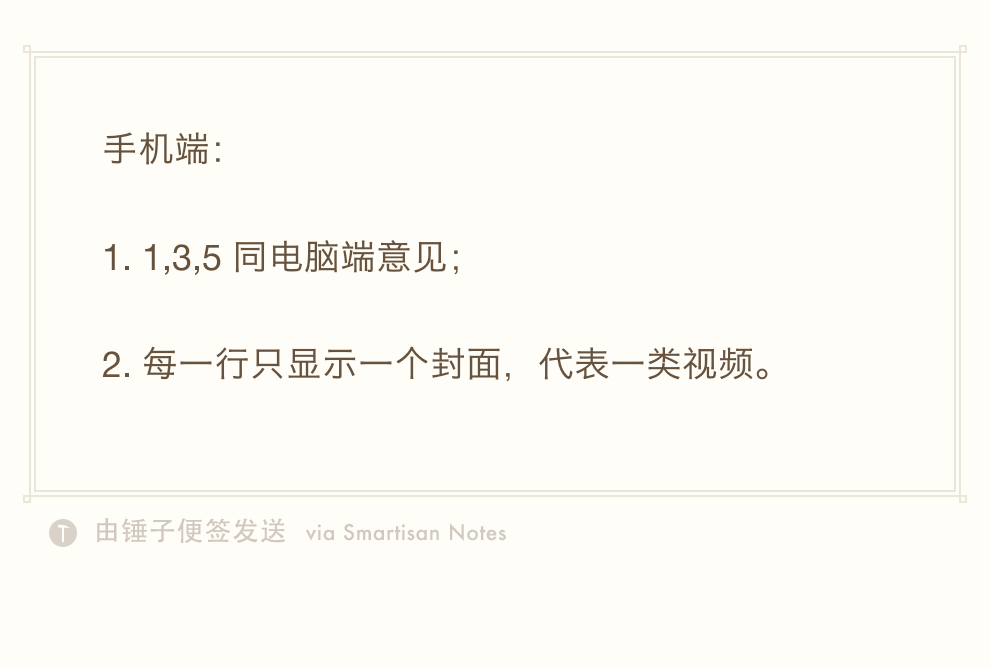 手机端：
1. 1,3,5 同电脑端意见；
2. 每一行只显示一个封面，代表一类视频。
T 由锤子便签发送 via Smartisan Notes